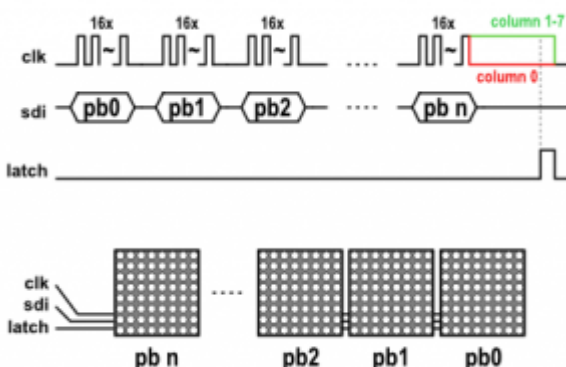 16x 16x 16x 16x column 1-7
clk
column 0
sdi pb0 pb1 pb2 pb n
latch
clk
sdi
latch
pb n pb2 pb1 pb0